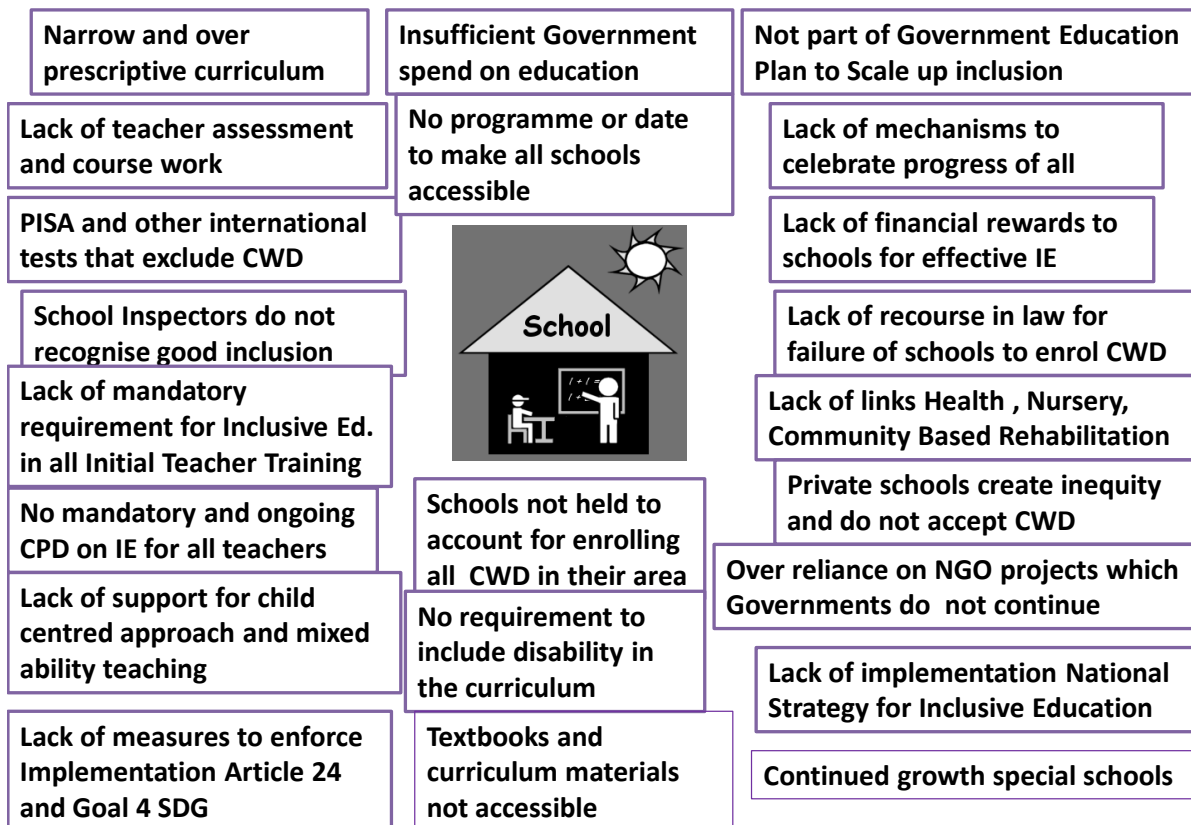 Narrow and over
prescriptive curriculum
Lack of teacher assessment
and course work
PISA and other international
tests that exclude CWD
School Inspectors do not
recognise good inclusion
Lack of mandatory
requirement for Inclusive Ed.
in all Initial Teacher Training
No mandatory and ongoing
CPD on IE for all teachers
Lack of support for child
centred approach and mixed
ability teaching
Lack of measures to enforce
Implementation Article 24
and Goal 4 SDG
Insufficient Government
spend on education
No programme or date
to make all schools
accessible
School
Schools not held to
account for enrolling
all CWD in their area
No requirement to
include disability in
the curriculum
Textbooks and
curriculum materials
not accessible
Not part of Government Education
Plan to Scale up inclusion
Lack of mechanisms to
celebrate progress of all
Lack of financial rewards to
schools for effective IE
Lack of recourse in law for
failure of schools to enrol CWD
Lack of links Health , Nursery,
Community Based Rehabilitation
Private schools create inequity
and do not accept CWD
Over reliance on NGO projects which
Governments do not continue
Lack of implementation National
Strategy for Inclusive Education
Continued growth special schools